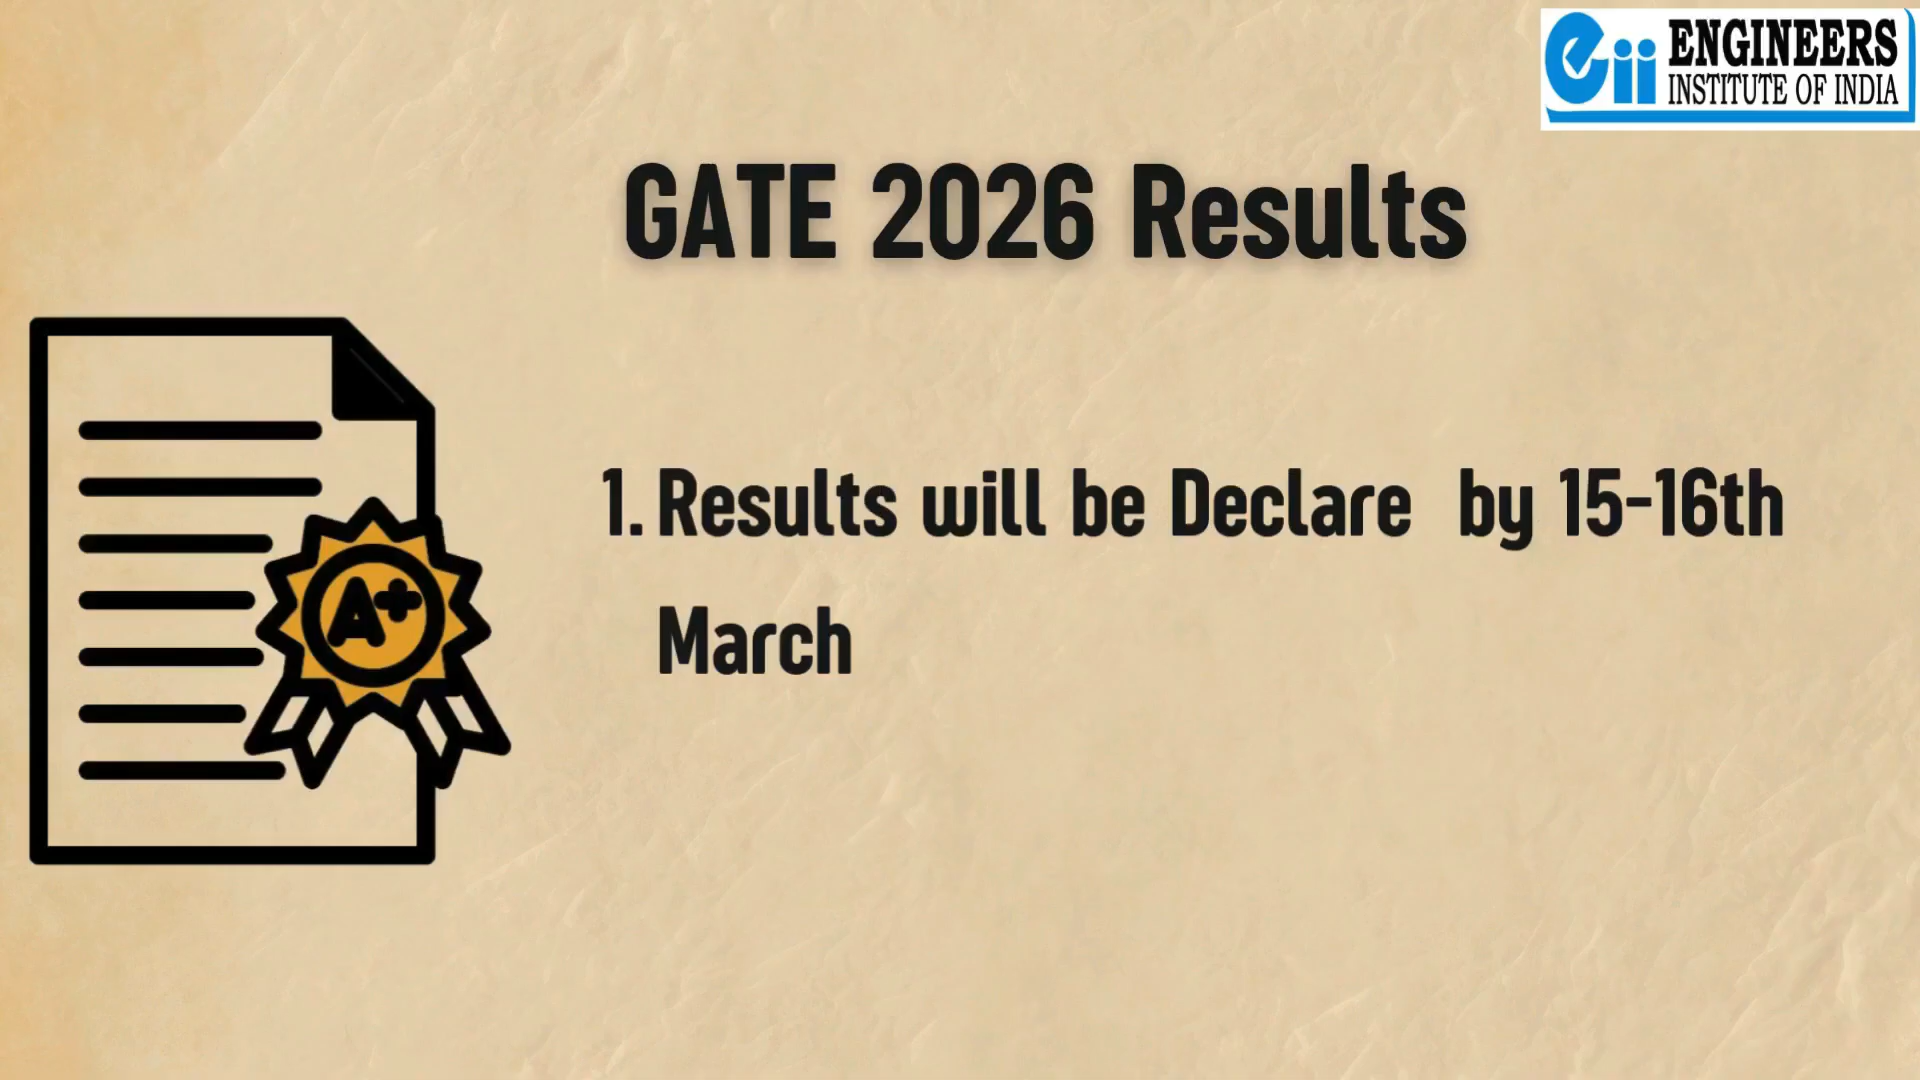 ENGINEERS
INSTITUTE OF INDIA
GATE 2026 Results
1. Results will be Declare by 15-16th
March
A+